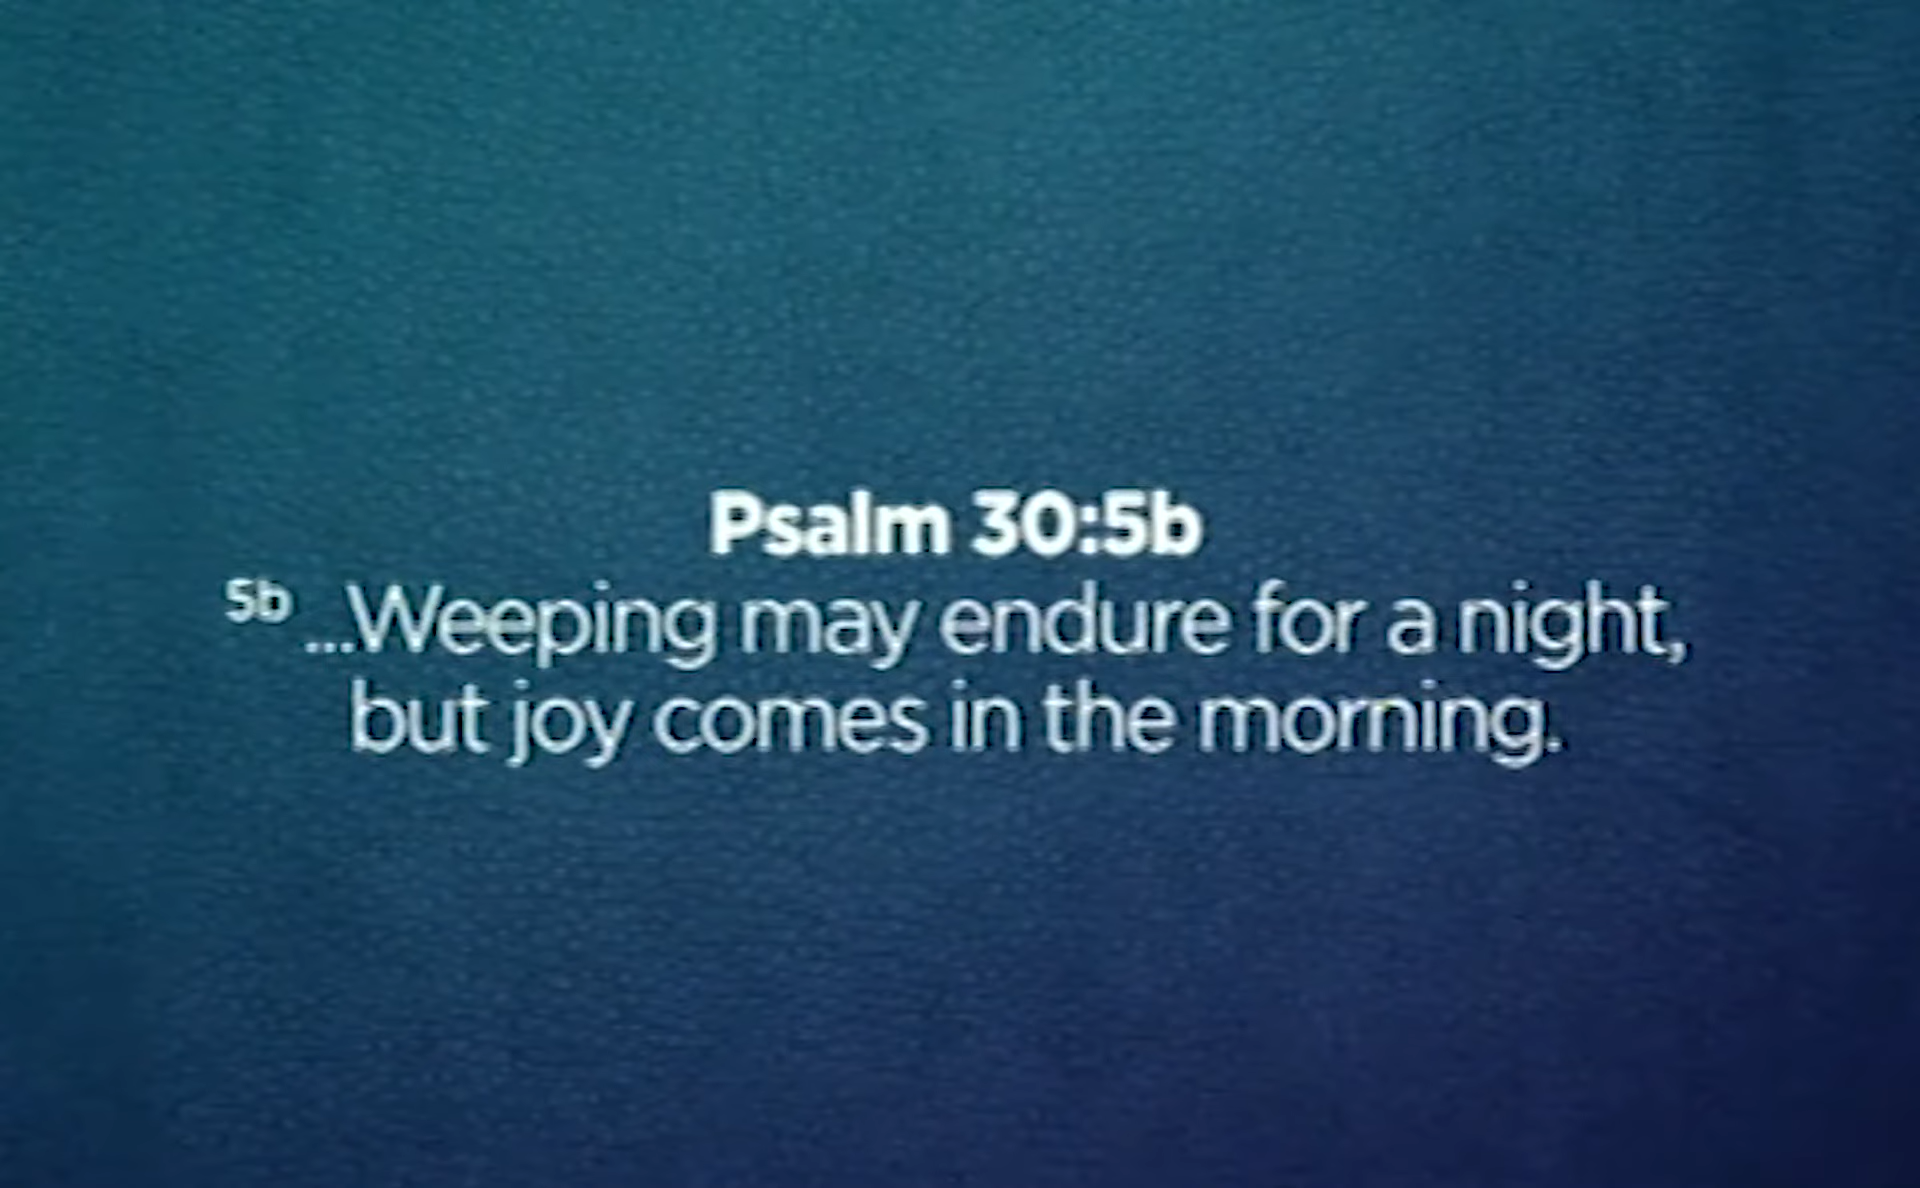 Psalm 30:5b
5b ...Weeping may endure for a night,
but joy comes in the morning.